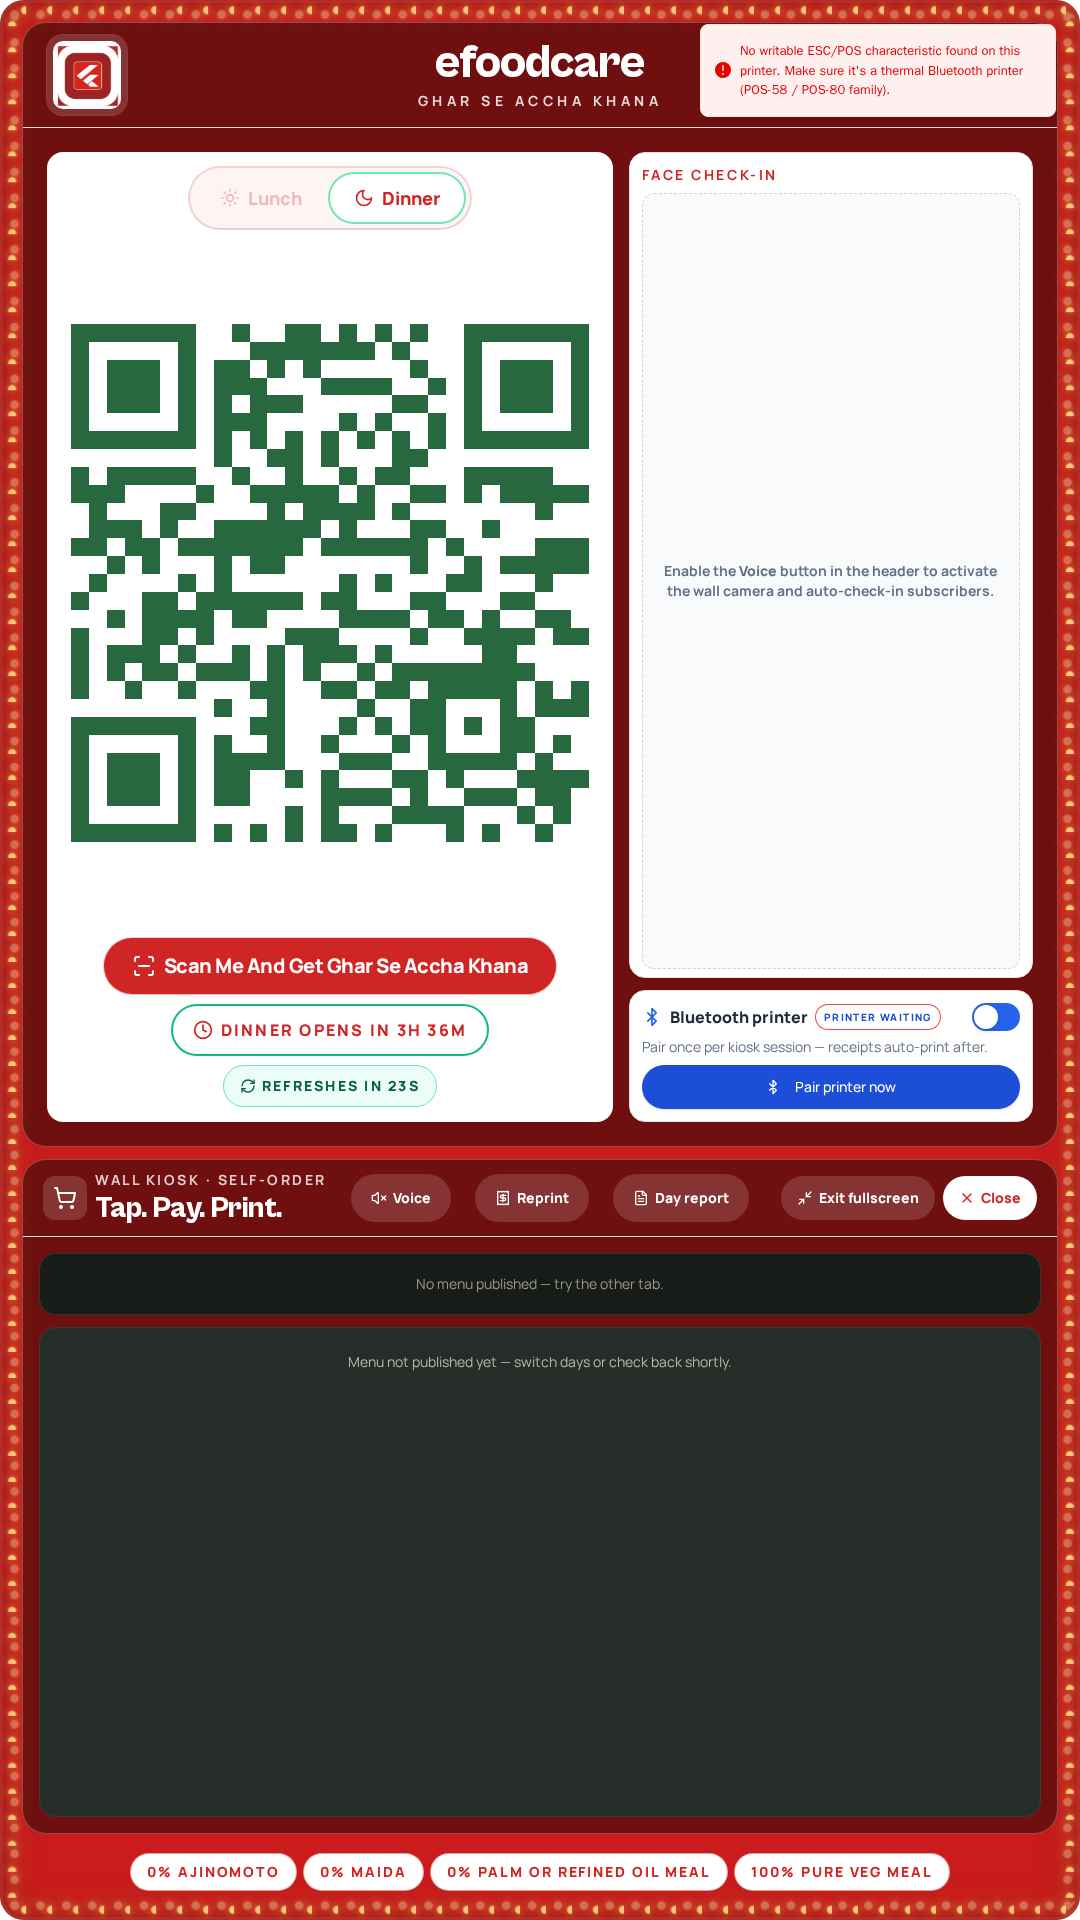 efoodcare
GHAR SE ACCHA KHANA
No writable ESC/POS characteristic found on this
printer. Make sure it's a thermal Bluetooth printer
(POS-58 / POS-80 family).
Lunch
Dinner
Scan Me And Get Ghar Se Accha Khana
DINNER OPENS IN 3H 36M
REFRESHES IN 23S
FACE CHECK-IN
Enable the Voice button in the header to activate
the wall camera and auto-check-in subscribers.
Bluetooth printer
PRINTER WAITING
Pair once per kiosk session — receipts auto-print after.
Pair printer now
WALL KIOSK · SELF-ORDER
Tap. Pay. Print.
Voice
Reprint
Day report
Exit fullscreen
Close
No menu published — try the other tab.
Menu not published yet — switch days or check back shortly.
0% AJINOMOTO
0% MAIDA
0% PALM OR REFINED OIL MEAL
100% PURE VEG MEAL